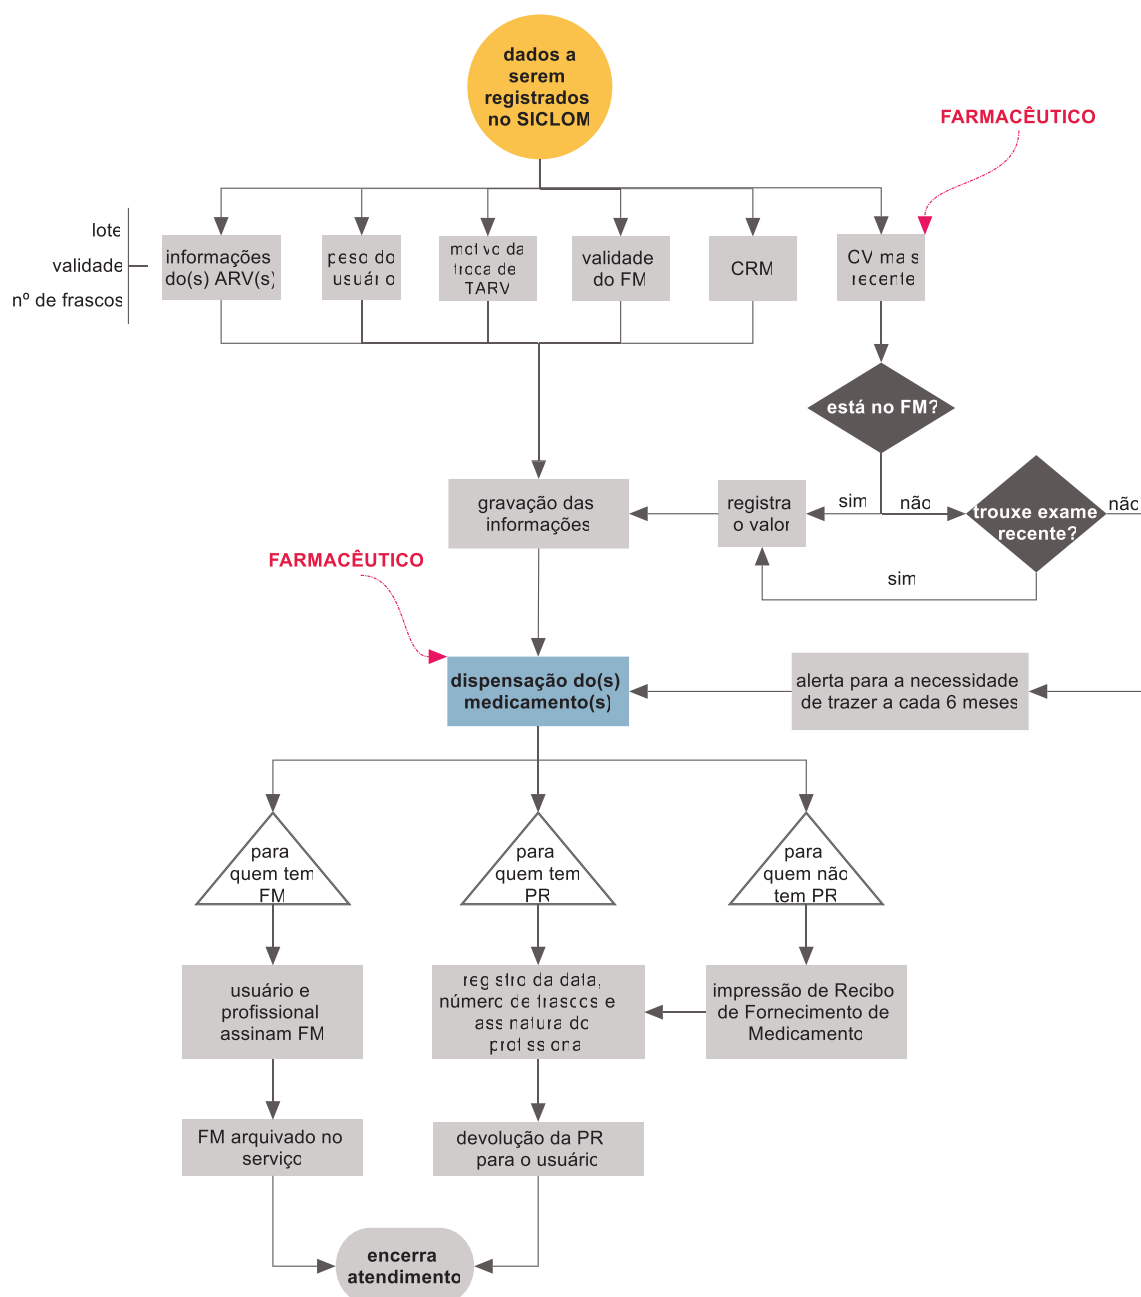 dados a
serem
registrados
no SICLOM
FARMACÊUTICO
lote
validade
nº de frascos
informações
do(s) ARV(s)
peso do
usuário
motivo da
troca de
TARV
validade
do FM
CRM
CV mais
recente
está no FM?
gravação das
informações
registra
o valor
sim
não
trouxe exame
recente?
não
sim
FARMACÊUTICO
dispensação do(s)
medicamento(s)
alerta para a necessidade
de trazer a cada 6 meses
para
quem tem
FM
para
quem tem
PR
para
quem não
tem PR
usuário e
profissional
assinam FM
registro da data,
número de frascos e
assinatura do
profissional
impressão de Recibo
de Fornecimento de
Medicamento
FM arquivado no
serviço
devolução da PR
para o usuário
encerra
atendimento